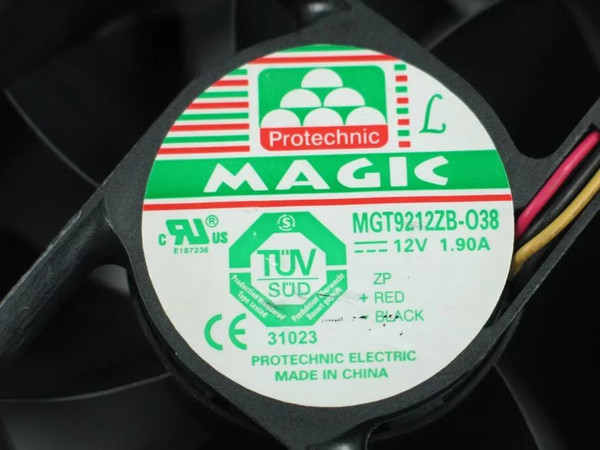 Protechnic
L
MAGIC
c RU ® US
E187236
S
MGT9212ZB-O38
12V 1.90A
TÜV
SÜD
ZP
+ RED
- BLACK
CE 31023
PROTECHNIC ELECTRIC
MADE IN CHINA